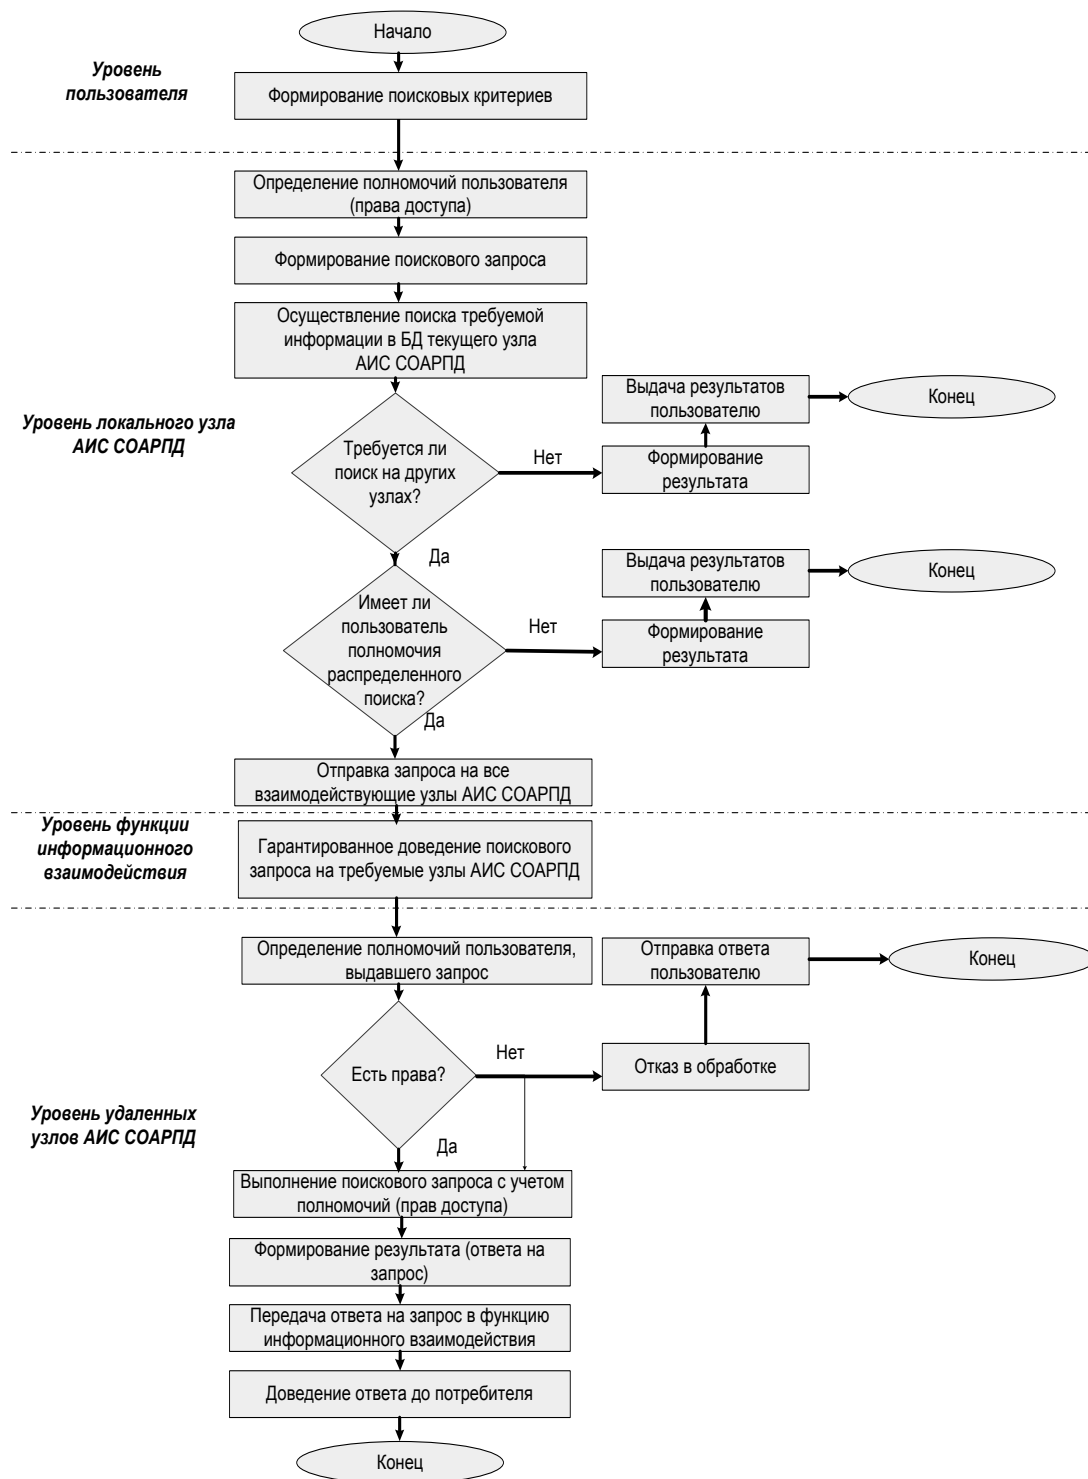 Начало
Уровень
пользователя
Формирование поисковых критериев
Определение полномочий пользователя
(права доступа)
Формирование поискового запроса
Осуществление поиска требуемой
информации в БД текущего узла
АИС СОАРПД
Уровень локального узла
АИС СОАРПД
Требуется ли
поиск на других
узлах?
Нет
Выдача результатов
пользователю
Конец
Формирование
результата
Да
Имеет ли
пользователь
полномочия
распределенного
поиска?
Нет
Выдача результатов
пользователю
Конец
Формирование
результата
Да
Отправка запроса на все
взаимодействующие узлы АИС СОАРПД
Уровень функции
информационного
взаимодействия
Гарантированное доведение поискового
запроса на требуемые узлы АИС СОАРПД
Определение полномочий пользователя,
выдавшего запрос
Отправка ответа
пользователю
Конец
Есть права?
Нет
Отказ в обработке
Уровень удаленных
узлов АИС СОАРПД
Да
Выполнение поискового запроса с учетом
полномочий (прав доступа)
Формирование результата (ответа на
запрос)
Передача ответа на запрос в функцию
информационного взаимодействия
Доведение ответа до потребителя
Конец